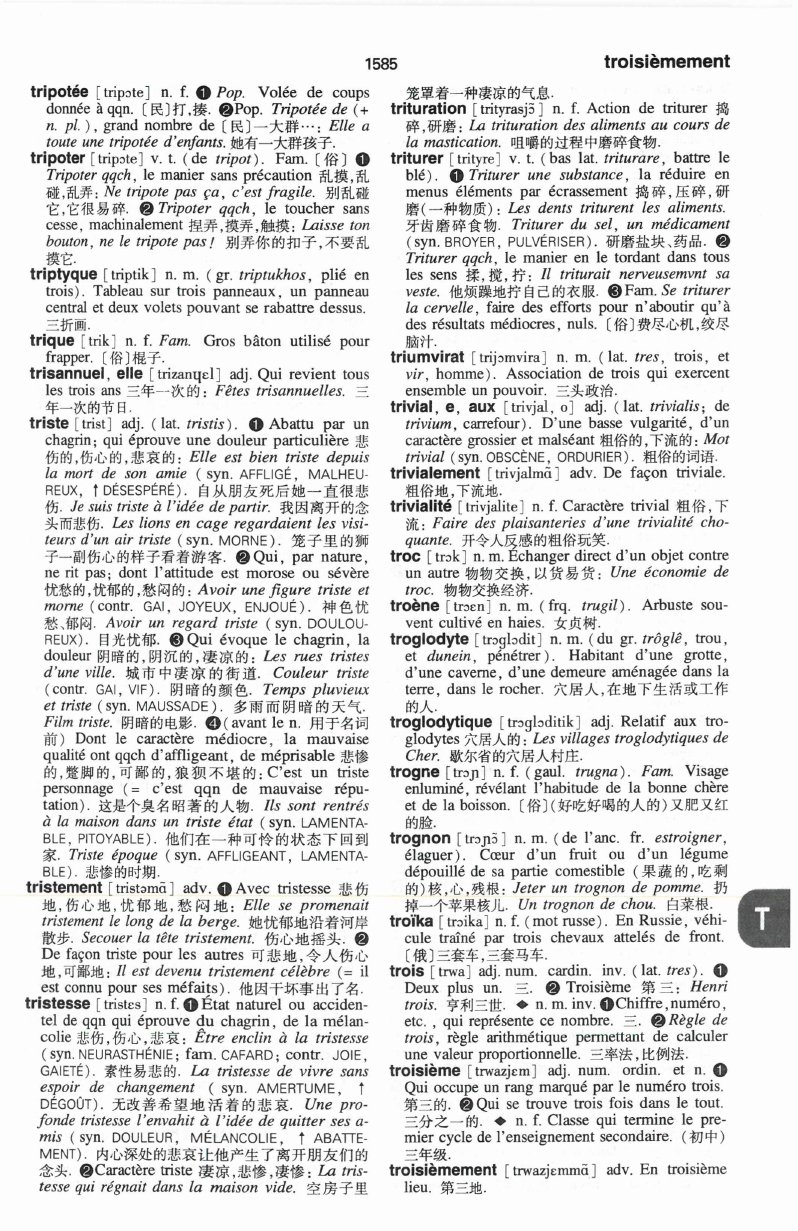 1585
troisièmement
tripotée [tripɔte] n. f. ❶ Pop. Volée de coups
donnée à qqn. 〔民〕打,揍. ❷Pop. Tripotée de (+
n. pl.), grand nombre de〔民〕一大群…; Elle a
toute une tripotée d'enfants. 她有一大群孩子.
tripoter [tripɔte] v. t. (de tripot). Fam.〔俗〕❶
Tripoter qqch, le manier sans précaution 乱摸,乱
碰,乱弄: Ne tripote pas ça, c'est fragile. 别乱碰
它,它很易碎. ❷ Tripoter qqch, le toucher sans
cesse, machinalement 捏弄,摸弄,触摸: Laisse ton
bouton, ne le tripote pas! 别弄你的扣子,不要乱
摸它.
triptyque [triptik] n. m. (gr. triptukhos, plié en
trois). Tableau sur trois panneaux, un panneau
central et deux volets pouvant se rabattre dessus.
三折画.
trique [trik] n. f. Fam. Gros bâton utilisé pour
frapper. 〔俗〕棍子.
trisannuel, elle [trizanɥɛl] adj. Qui revient tous
les trois ans 三年一次的: Fêtes trisannuelles. 三
年一次的节日.
triste [trist] adj. (lat. tristis). ❶ Abattu par un
chagrin; qui éprouve une douleur particulière 悲
伤的,伤心的,悲哀的: Elle est bien triste depuis
la mort de son amie (syn. AFFLIGÉ, MALHEU-
REUX, ↑ DÉSESPÉRÉ). 自从朋友死后她一直很悲
伤. Je suis triste à l'idée de partir. 我因离开的念
头而悲伤. Les lions en cage regardaient les visi-
teurs d'un air triste (syn. MORNE). 笼子里的狮
子一副伤心的样子看着游客. ❷Qui, par nature,
ne rit pas; dont l'attitude est morose ou sévère
忧愁的,忧郁的,愁闷的: Avoir une figure triste et
morne (contr. GAI, JOYEUX, ENJOUÉ). 神色忧
愁、郁闷. Avoir un regard triste (syn. DOULOU-
REUX). 目光忧郁. ❸Qui évoque le chagrin, la
douleur 阴暗的,阴沉的,凄凉的: Les rues tristes
d'une ville. 城市中凄凉的街道. Couleur triste
(contr. GAI, VIF). 阴暗的颜色. Temps pluvieux
et triste (syn. MAUSSADE). 多雨而阴暗的天气.
Film triste. 阴暗的电影. ❹(avant le n. 用于名词
前) Dont le caractère médiocre, la mauvaise
qualité ont qqch d'affligeant, de méprisable 悲惨
的,蹩脚的,可鄙的,狼狈不堪的: C'est un triste
personnage (= c'est qqn de mauvaise répu-
tation). 这是个臭名昭著的人物. Ils sont rentrés
à la maison dans un triste état (syn. LAMENTA-
BLE, PITOYABLE). 他们在一种可怜的状态下回到
家. Triste époque (syn. AFFLIGEANT, LAMENTA-
BLE). 悲惨的时期.
tristement [tristəmã] adv. ❶Avec tristesse 悲伤
地,伤心地,忧郁地,愁闷地: Elle se promenait
tristement le long de la berge. 她忧郁地沿着河岸
散步. Secouer la tête tristement. 伤心地摇头. ❷
De façon triste pour les autres 可悲地,令人伤心
地,可鄙地: Il est devenu tristement célèbre (= il
est connu pour ses méfaits). 他因干坏事出了名.
tristesse [tristɛs] n. f. ❶État naturel ou acciden-
tel de qqn qui éprouve du chagrin, de la mélan-
colie 悲伤,伤心,悲哀: Être enclin à la tristesse
(syn. NEURASTHÉNIE; fam. CAFARD; contr. JOIE,
GAIETÉ). 素性易悲的. La tristesse de vivre sans
espoir de changement (syn. AMERTUME, ↑
DÉGOÛT). 无改善希望地活着的悲哀. Une pro-
fonde tristesse l'envahit à l'idée de quitter ses a-
mis (syn. DOULEUR, MÉLANCOLIE, ↑ ABATTE-
MENT). 内心深处的悲哀让他产生了离开朋友们的
念头. ❷Caractère triste 凄凉,悲惨,凄惨: La tris-
tesse qui régnait dans la maison vide. 空房子里
笼罩着一种凄凉的气息.
trituration [trityrasjɔ̃] n. f. Action de triturer 捣
碎,研磨: La trituration des aliments au cours de
la mastication. 咀嚼的过程中磨碎食物.
triturer [trityre] v. t. (bas lat. triturare, battre le
blé). ❶ Triturer une substance, la réduire en
menus éléments par écrassement 捣碎,压碎,研
磨(一种物质): Les dents triturent les aliments.
牙齿磨碎食物. Triturer du sel, un médicament
(syn. BROYER, PULVÉRISER). 研磨盐块、药品. ❷
Triturer qqch, le manier en le tordant dans tous
les sens 揉,搅,拧: Il triturait nerveusemvnt sa
veste. 他烦躁地拧自己的衣服. ❸Fam. Se triturer
la cervelle, faire des efforts pour n'aboutir qu'à
des résultats médiocres, nuls. 〔俗〕费尽心机,绞尽
脑汁.
triumvirat [trijɔmvira] n. m. (lat. tres, trois, et
vir, homme). Association de trois qui exercent
ensemble un pouvoir. 三头政治.
trivial, e, aux [trivjal, o] adj. (lat. trivialis; de
trivium, carrefour). D'une basse vulgarité, d'un
caractère grossier et malséant 粗俗的,下流的: Mot
trivial (syn. OBSCÈNE, ORDURIER). 粗俗的词语.
trivialement [trivjalmã] adv. De façon triviale.
粗俗地,下流地.
trivialité [trivjalite] n. f. Caractère trivial 粗俗,下
流: Faire des plaisanteries d'une trivialité cho-
quante. 开令人反感的粗俗玩笑.
troc [trɔk] n. m. Échanger direct d'un objet contre
un autre 物物交换,以货易货: Une économie de
troc. 物物交换经济.
troène [trɔɛn] n. m. (frq. trugil). Arbuste sou-
vent cultivé en haies. 女贞树.
troglodyte [trɔglɔdit] n. m. (du gr. trôglê, trou,
et dunein, pénétrer). Habitant d'une grotte,
d'une caverne, d'une demeure aménagée dans la
terre, dans le rocher. 穴居人,在地下生活或工作
的人.
troglodytique [trɔglɔditik] adj. Relatif aux tro-
glodytes 穴居人的: Les villages troglodytiques de
Cher. 歇尔省的穴居人村庄.
trogne [trɔɲ] n. f. (gaul. trugna). Fam. Visage
enluminé, révélant l'habitude de la bonne chère
et de la boisson. 〔俗〕(好吃好喝的人的)又肥又红
的脸.
trognon [trɔɲɔ̃] n. m. (de l'anc. fr. estroigner,
élaguer). Cœur d'un fruit ou d'un légume
dépouillé de sa partie comestible (果蔬的,吃剩
的)核,心,残根: Jeter un trognon de pomme. 扔
掉一个苹果核儿. Un trognon de chou. 白菜根.
troïka [trɔika] n. f. (mot russe). En Russie, véhi-
cule traîné par trois chevaux attelés de front.
〔俄〕三套车,三套马车.
trois [trwa] adj. num. cardin. inv. (lat. tres). ❶
Deux plus un. 三. ❷ Troisième 第三: Henri
trois. 亨利三世. ◆ n. m. inv. ❶Chiffre,numéro,
etc., qui représente ce nombre. 三. ❷Règle de
trois, règle arithmétique permettant de calculer
une valeur proportionnelle. 三率法,比例法.
troisième [trwazjɛm] adj. num. ordin. et n. ❶
Qui occupe un rang marqué par le numéro trois.
第三的. ❷Qui se trouve trois fois dans le tout.
三分之一的. ◆ n. f. Classe qui termine le pre-
mier cycle de l'enseignement secondaire. (初中)
三年级.
troisièmement [trwazjɛmmã] adv. En troisième
lieu. 第三地.
T